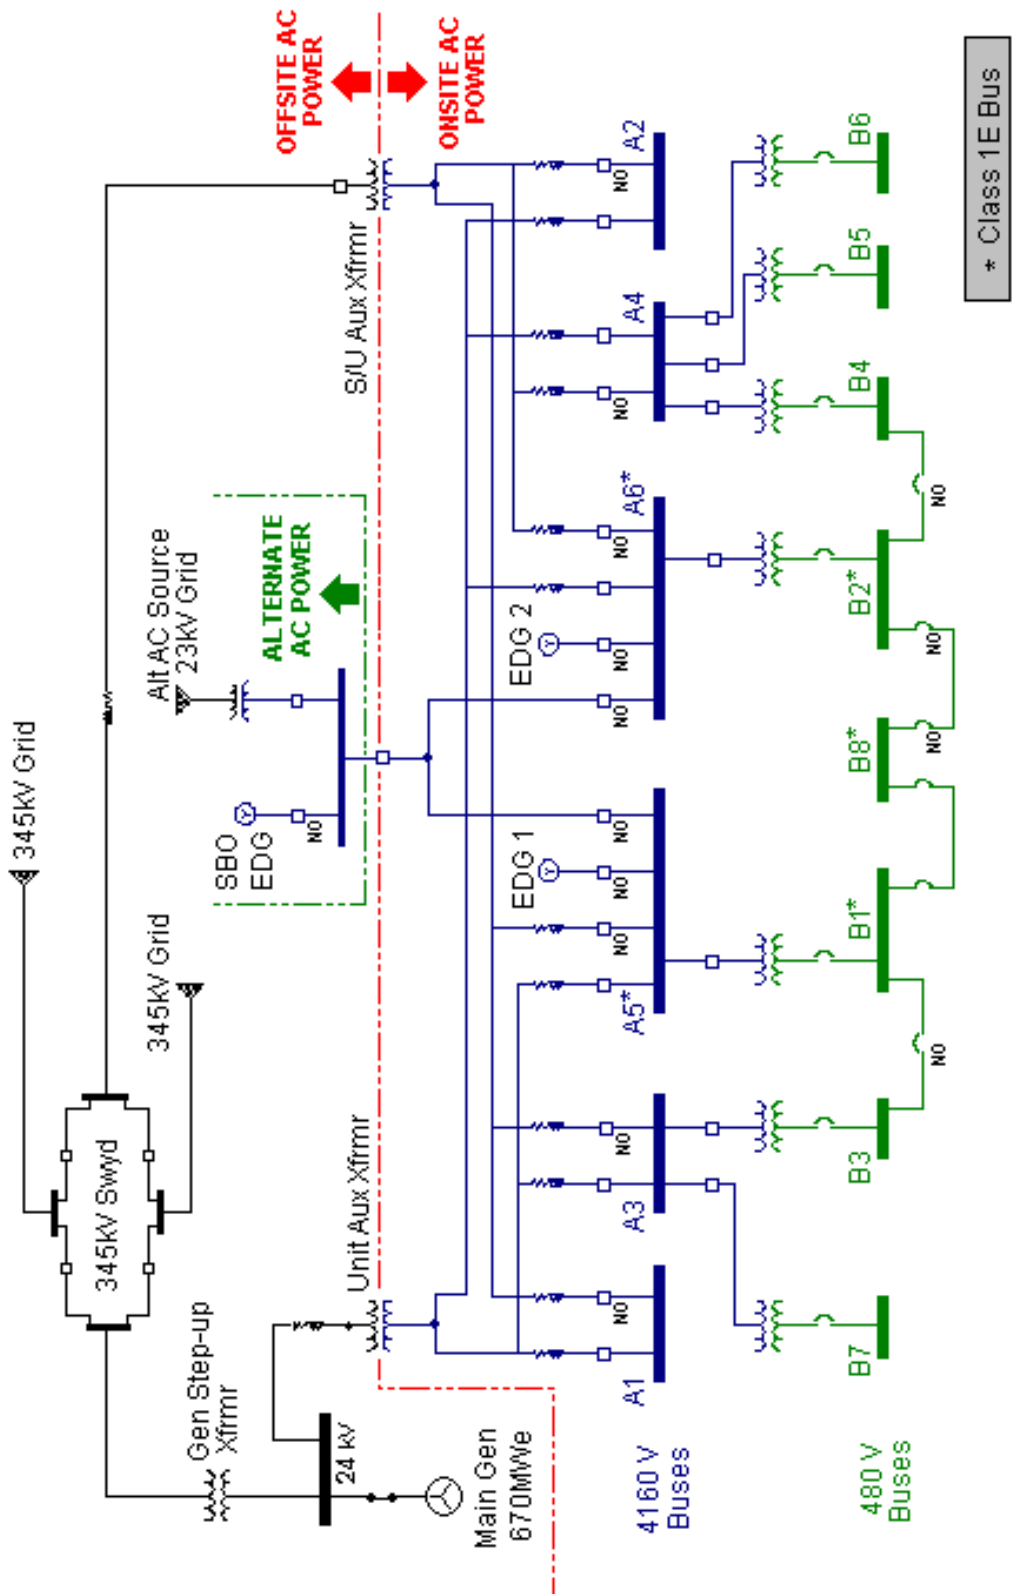 345kV Grid
345kV Swyd
345kV Grid
Gen Step-up
Xfrmr
24 kV
Main Gen
670MWe
Unit Aux Xfrmr
SBO
EDG
NO
Alt AC Source
23kV Grid
ALTERNATE
AC POWER
S/U Aux Xfrmr
OFFSITE AC
POWER
ONSITE AC
POWER
EDG 1
EDG 2
NO
NO
NO
NO
NO
NO
NO
NO
NO
NO
4160 V
Buses
A1
A3
A5*
A6*
A4
A2
480 V
Buses
B7
B3
B1*
B8*
B2*
B4
B5
B6
NO
NO
NO
NO
* Class 1E Bus